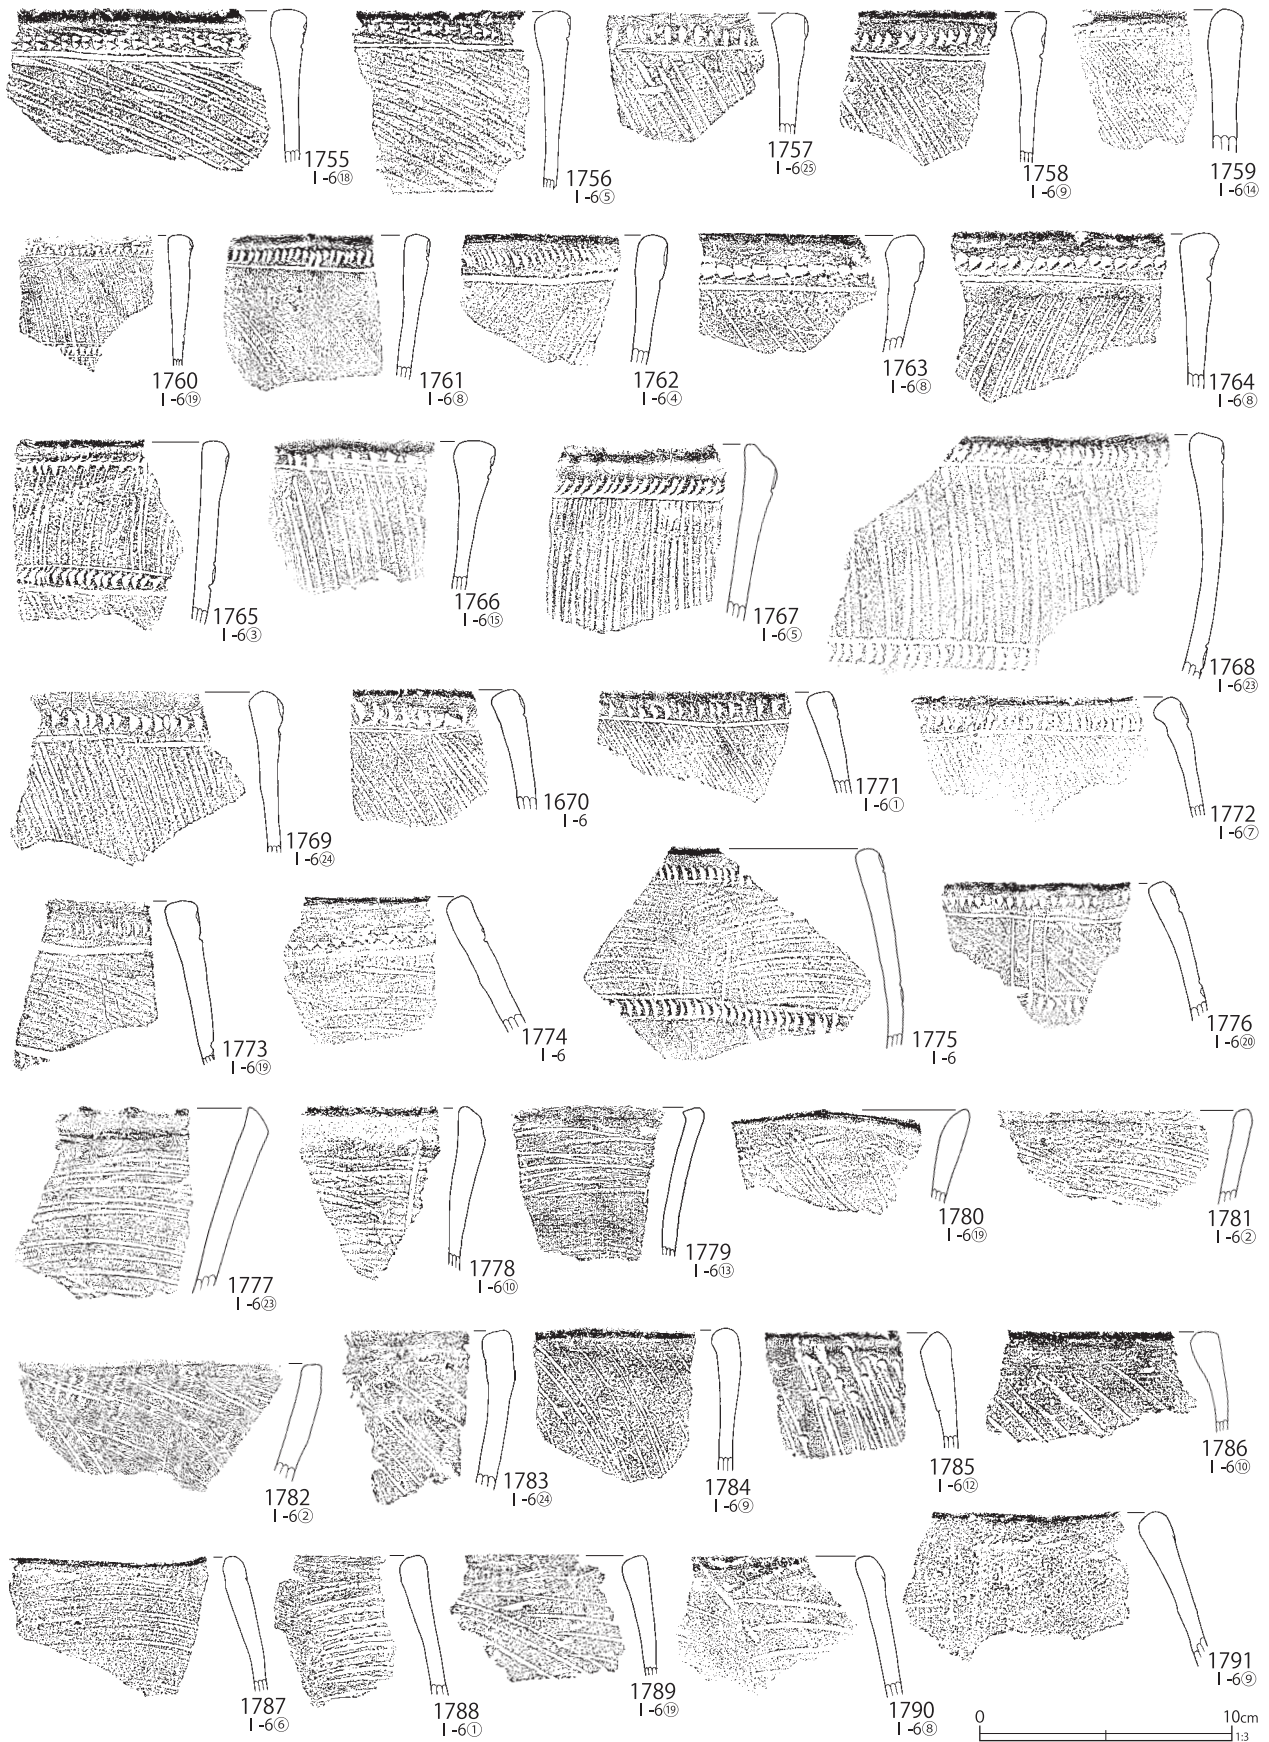 1755
I -6⑱
1756
I -6⑤
1757
I -6㉕
1758
I -6⑨
1759
I -6⑭
1760
I -6⑲
1761
I -6⑧
1762
I -6④
1763
I -6⑧
1764
I -6⑧
1765
I -6③
1766
I -6⑮
1767
I -6⑤
1768
I -6㉓
1769
I -6㉔
1670
I -6
1771
I -6①
1772
I -6⑦
1773
I -6⑲
1774
I -6
1775
I -6
1776
I -6⑳
1777
I -6㉓
1778
I -6⑩
1779
I -6⑬
1780
I -6⑲
1781
I -6②
1782
I -6②
1783
I -6㉔
1784
I -6⑨
1785
I -6⑫
1786
I -6⑩
1787
I -6⑥
1788
I -6①
1789
I -6⑲
1790
I -6⑧
1791
I -6⑨
0 10cm
1:3